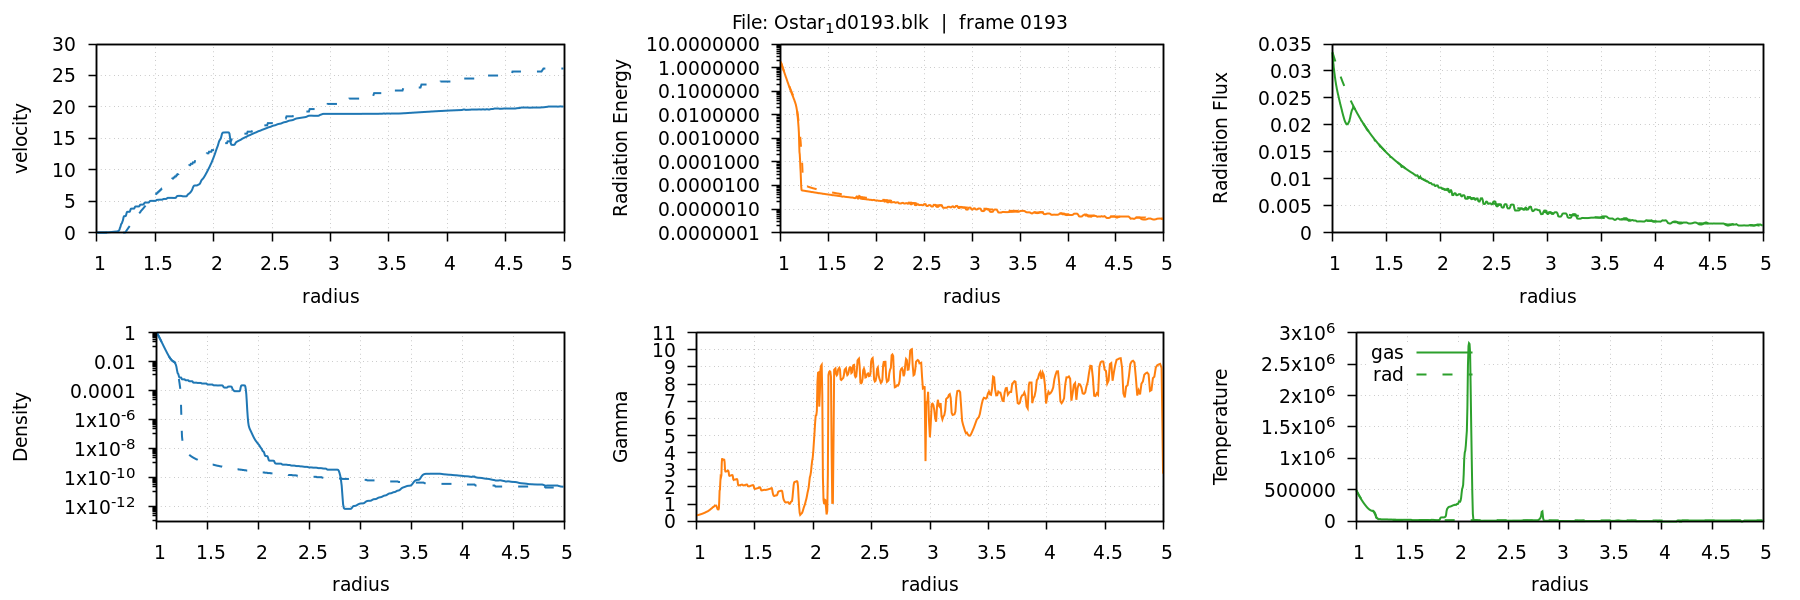 File: Ostar₁d0193.blk | frame 0193
velocity
30
25
20
15
10
5
0
1 1.5 2 2.5 3 3.5 4 4.5 5
radius
Radiation Energy
10.0000000
1.0000000
0.1000000
0.0100000
0.0010000
0.0001000
0.0000100
0.0000010
0.0000001
1 1.5 2 2.5 3 3.5 4 4.5 5
radius
Radiation Flux
0.035
0.03
0.025
0.02
0.015
0.01
0.005
0
1 1.5 2 2.5 3 3.5 4 4.5 5
radius
Density
1
0.01
0.0001
1x10⁻⁶
1x10⁻⁸
1x10⁻¹⁰
1x10⁻¹²
1 1.5 2 2.5 3 3.5 4 4.5 5
radius
Gamma
11
10
9
8
7
6
5
4
3
2
1
0
1 1.5 2 2.5 3 3.5 4 4.5 5
radius
Temperature
3x10⁶
2.5x10⁶
2x10⁶
1.5x10⁶
1x10⁶
500000
0
gas
rad
1 1.5 2 2.5 3 3.5 4 4.5 5
radius